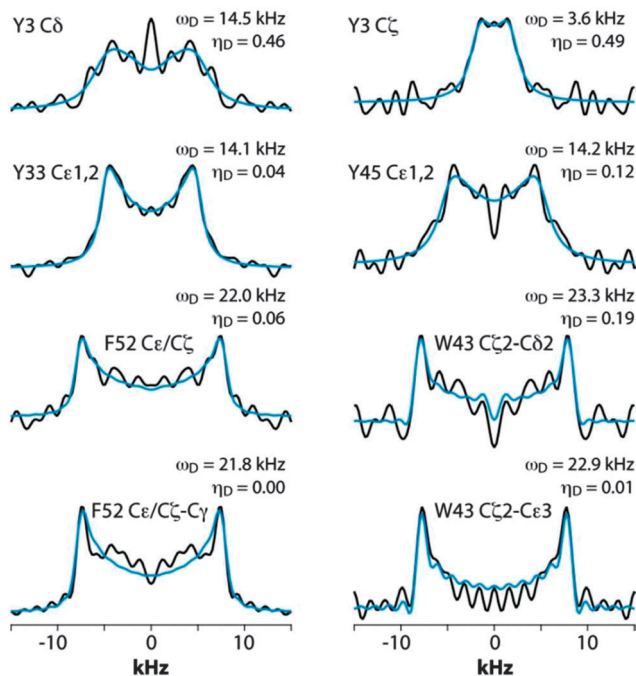 Y3 Cδ
ωD = 14.5 kHz
ηD = 0.46
Y3 Cζ
ωD = 3.6 kHz
ηD = 0.49
Y33 Cε1,2
ωD = 14.1 kHz
ηD = 0.04
Y45 Cε1,2
ωD = 14.2 kHz
ηD = 0.12
ωD = 22.0 kHz
ηD = 0.06
F52 Cε/Cζ
ωD = 23.3 kHz
ηD = 0.19
W43 Cζ2-Cδ2
ωD = 21.8 kHz
ηD = 0.00
F52 Cε/Cζ-Cγ
ωD = 22.9 kHz
ηD = 0.01
W43 Cζ2-Cε3
-10 0 10
kHz
-10 0 10
kHz